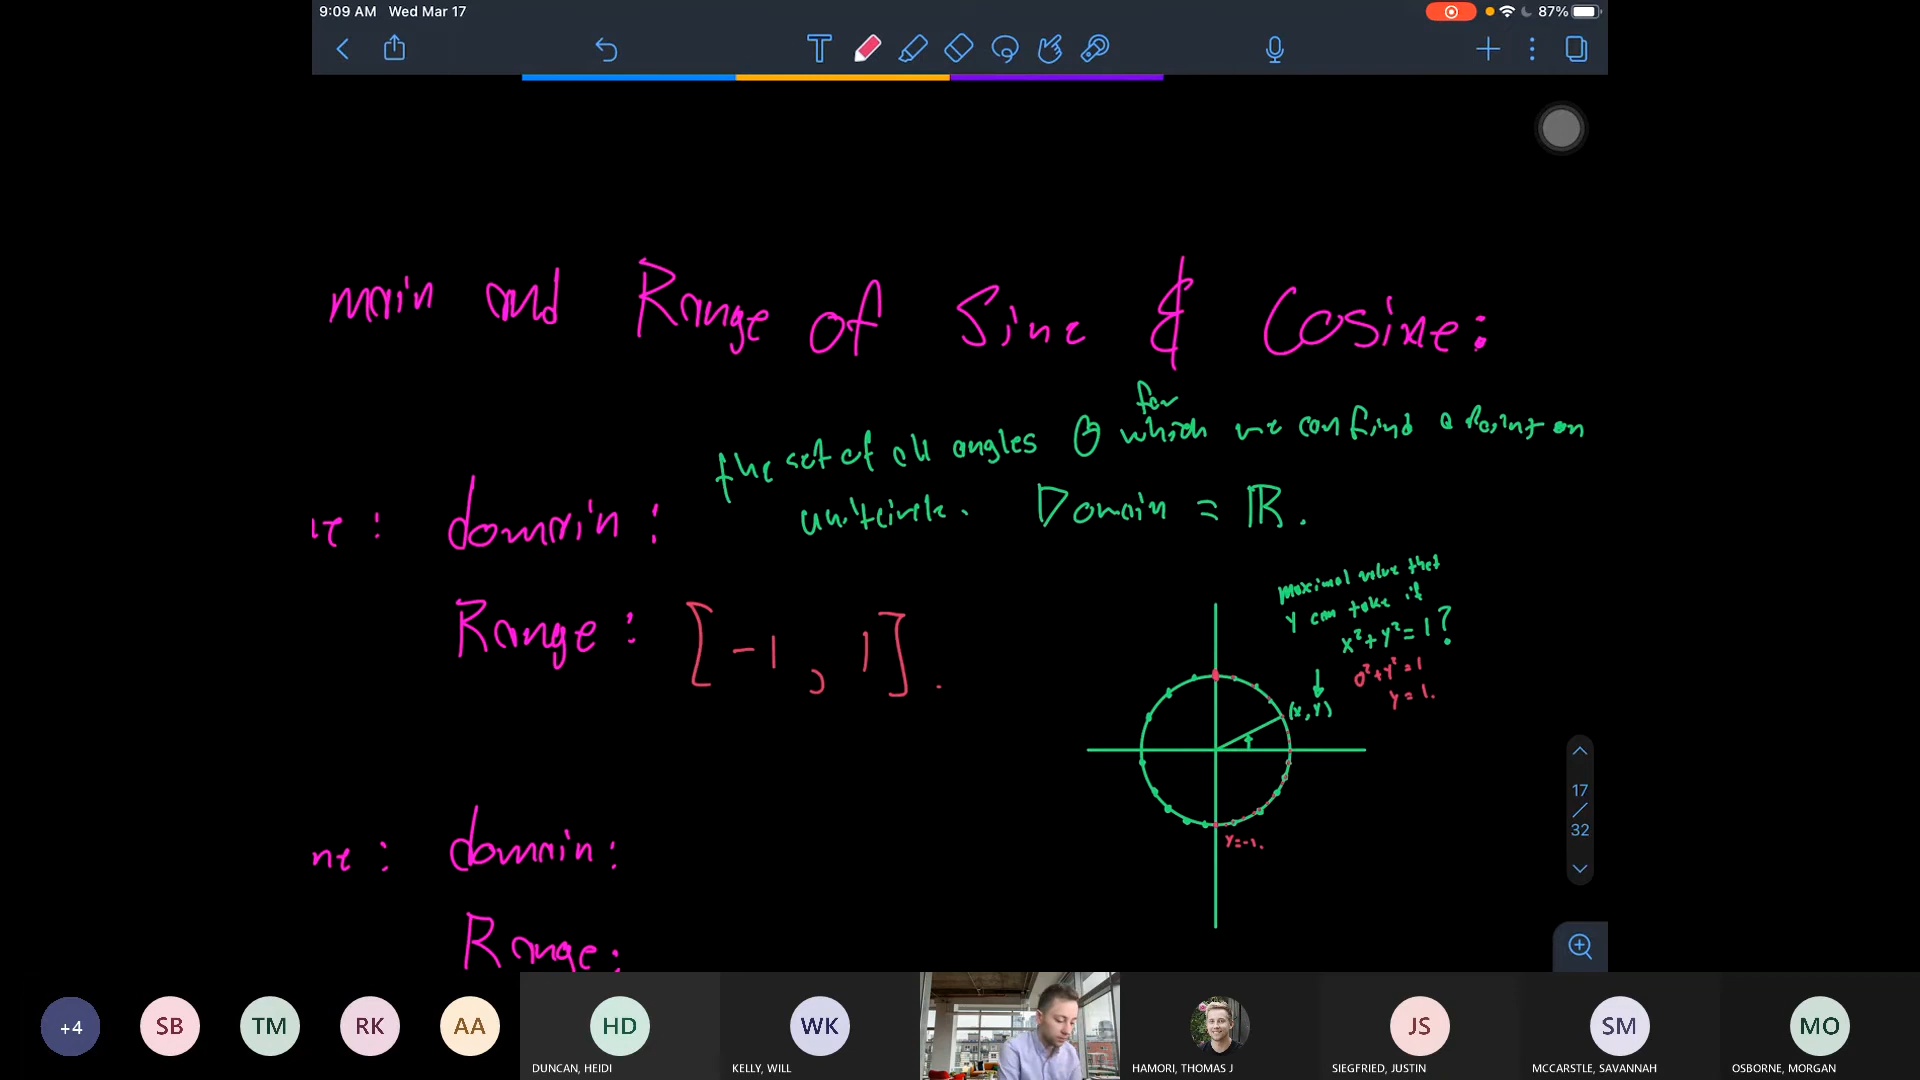 9:09 AM Wed Mar 17
87%
main and Range of Sine & Cosine:
for
the set of all angles θ which we can find a point on
unit circle. Domain = ℝ.
ne: domain:
Range: [-1, 1].
maximal value that
y can take if
x²+y²=1?
0²+y²=1
y=1.
(x,y)
y=-1.
17
/
32
ne: domain:
Range:
+4
SB
TM
RK
AA
HD
WK
JS
SM
MO
DUNCAN, HEIDI
KELLY, WILL
HAMORI, THOMAS J
SIEGFRIED, JUSTIN
MCCARSTLE, SAVANNAH
OSBORNE, MORGAN